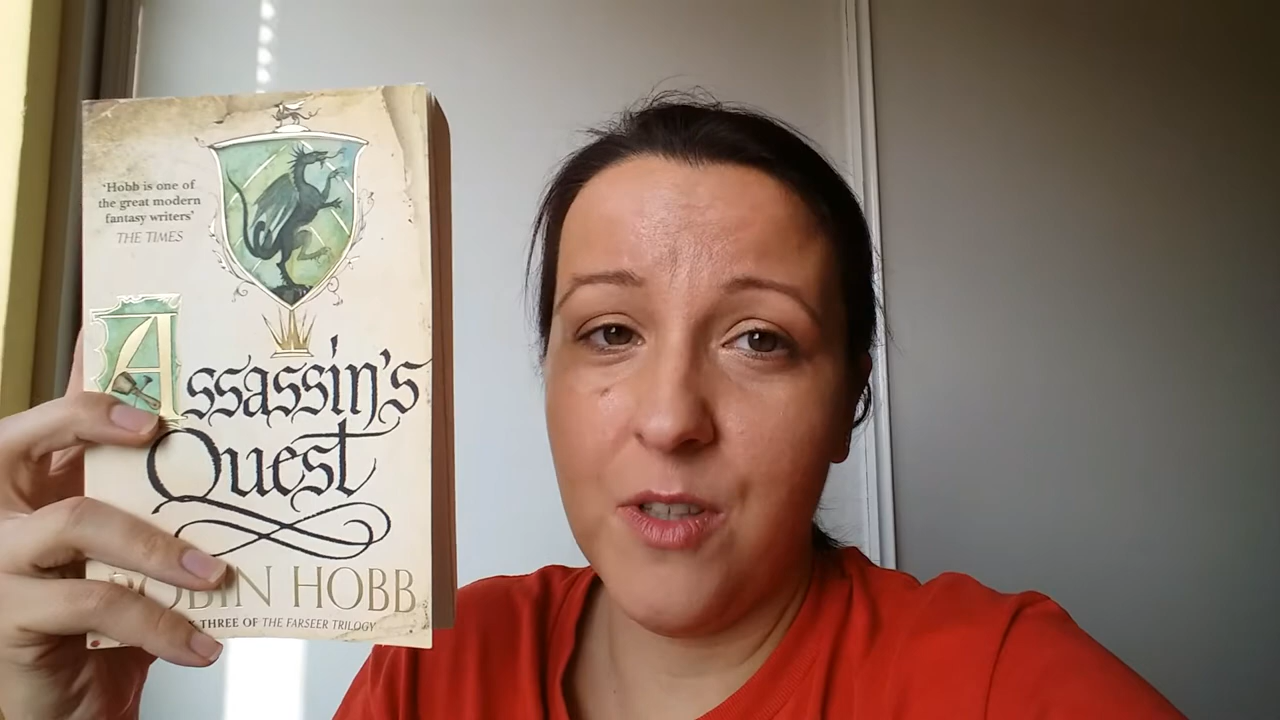 'Hobb is one of
the great modern
fantasy writers'
THE TIMES
Assassin's
Quest
OBIN HOBB
THREE OF THE FARSEER TRILOGY